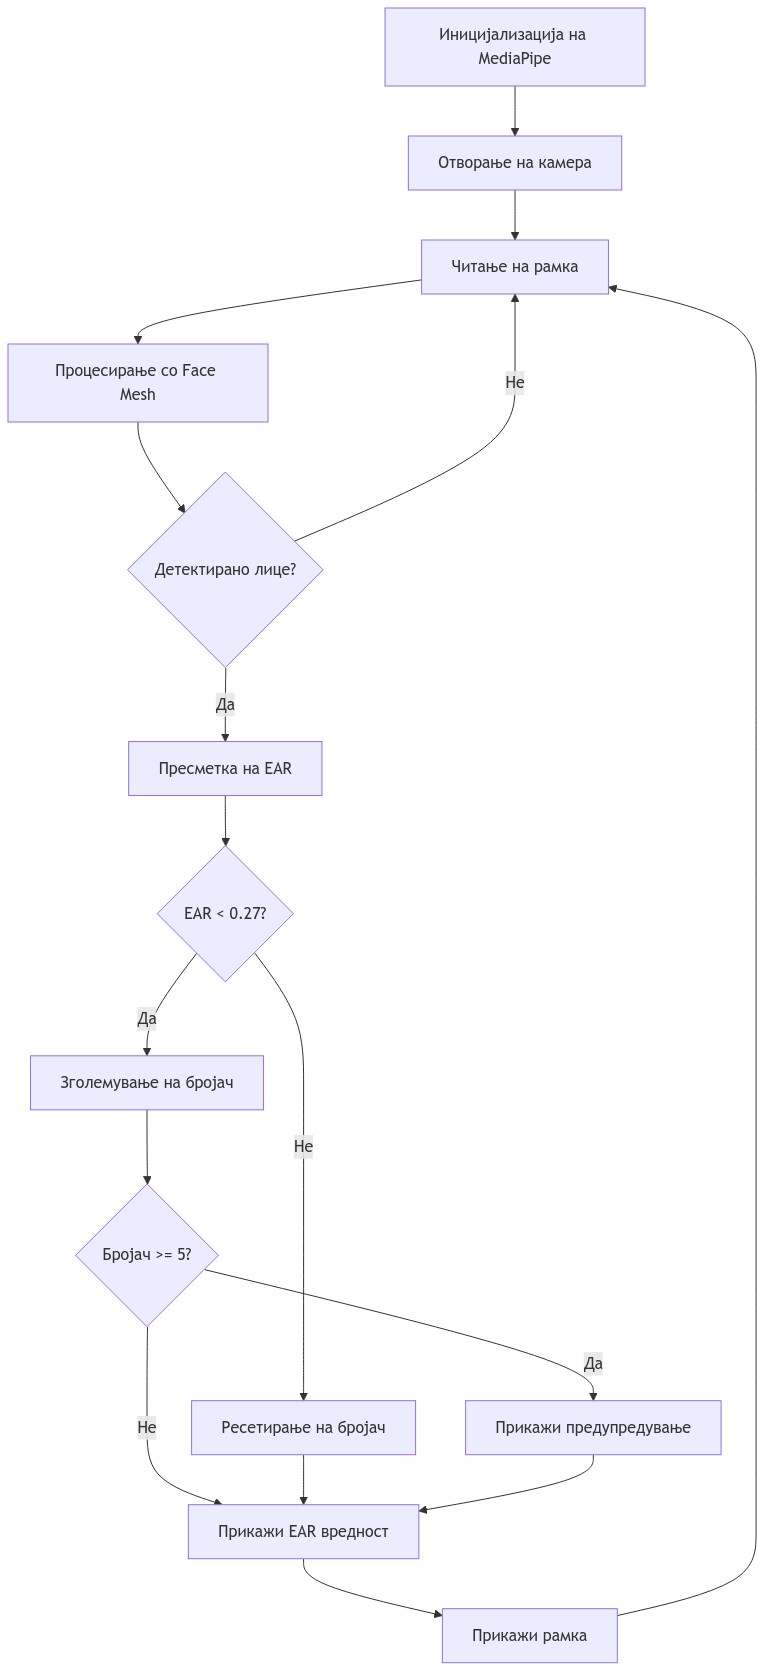 Иницијализација на
MediaPipe
Отворање на камера
Читање на рамка
Процесирање со Face
Mesh
Не
Детектирано лице?
Да
Пресметка на EAR
EAR < 0.27?
Да
Зголемување на бројач
Не
Бројач >= 5?
Да
Не
Ресетирање на бројач
Прикажи предупредување
Прикажи EAR вредност
Прикажи рамка